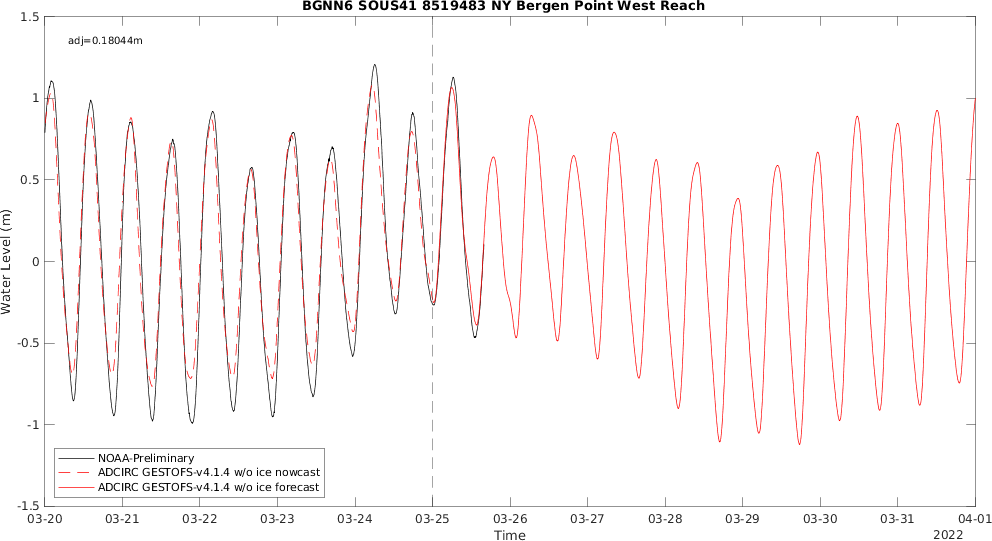 BGNN6 SOUS41 8519483 NY Bergen Point West Reach
1.5
adj=0.18044m
1
0.5
0
-0.5
-1
-1.5
Water Level (m)
NOAA-Preliminary
ADCIRC GESTOFS-v4.1.4 w/o ice nowcast
ADCIRC GESTOFS-v4.1.4 w/o ice forecast
03-20 03-21 03-22 03-23 03-24 03-25 03-26 03-27 03-28 03-29 03-30 03-31 04-01
Time
2022